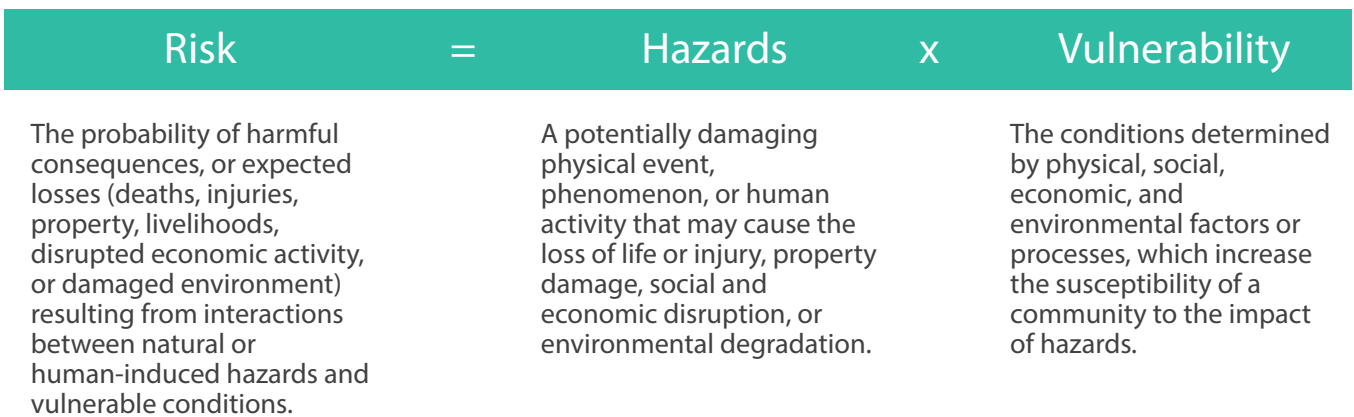 Risk = Hazards x Vulnerability
The probability of harmful
consequences, or expected
losses (deaths, injuries,
property, livelihoods,
disrupted economic activity,
or damaged environment)
resulting from interactions
between natural or
human-induced hazards and
vulnerable conditions.
A potentially damaging
physical event,
phenomenon, or human
activity that may cause the
loss of life or injury, property
damage, social and
economic disruption, or
environmental degradation.
The conditions determined
by physical, social,
economic, and
environmental factors or
processes, which increase
the susceptibility of a
community to the impact
of hazards.